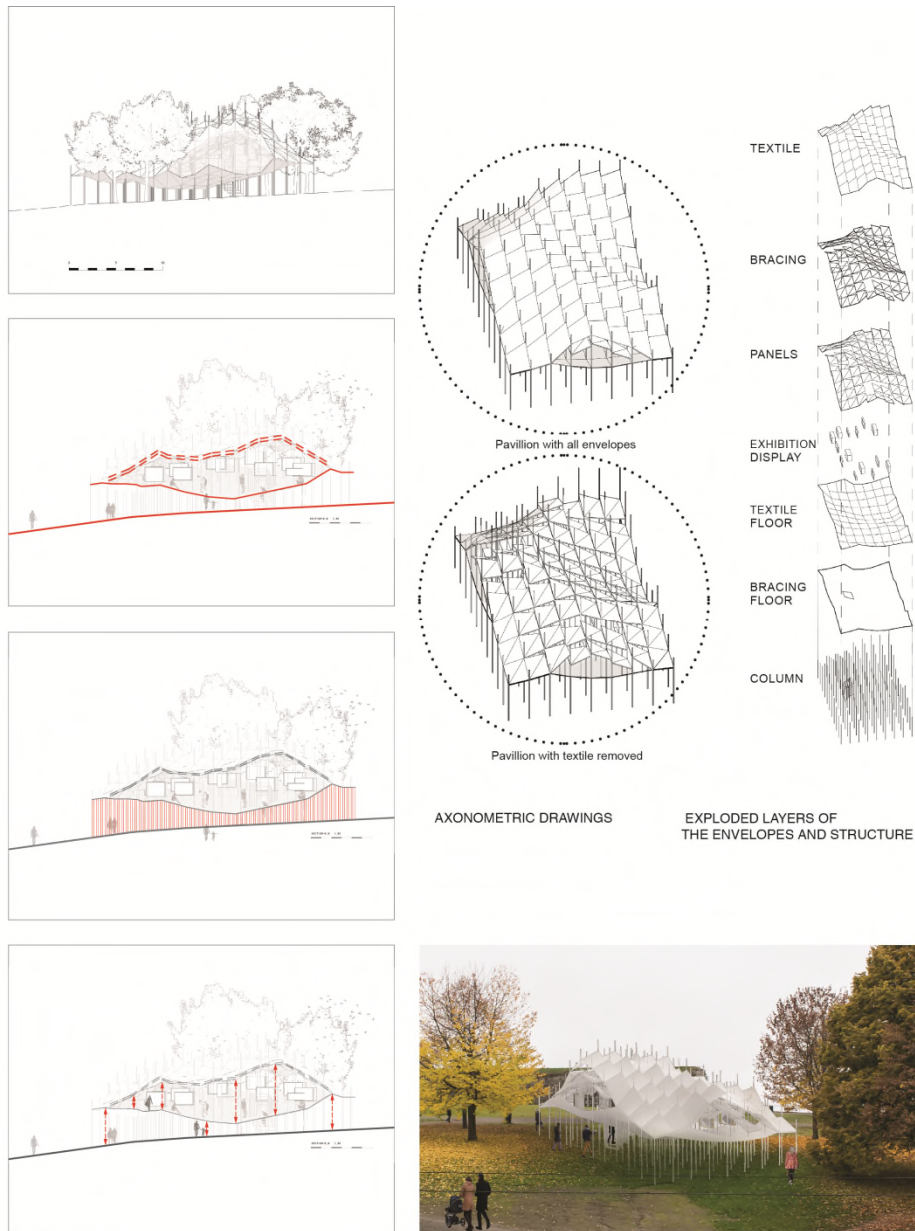 TEXTILE
BRACING
PANELS
EXHIBITION
DISPLAY
TEXTILE
FLOOR
BRACING
FLOOR
COLUMN
Pavillion with all envelopes
Pavillion with textile removed
AXONOMETRIC DRAWINGS
EXPLODED LAYERS OF
THE ENVELOPES AND STRUCTURE